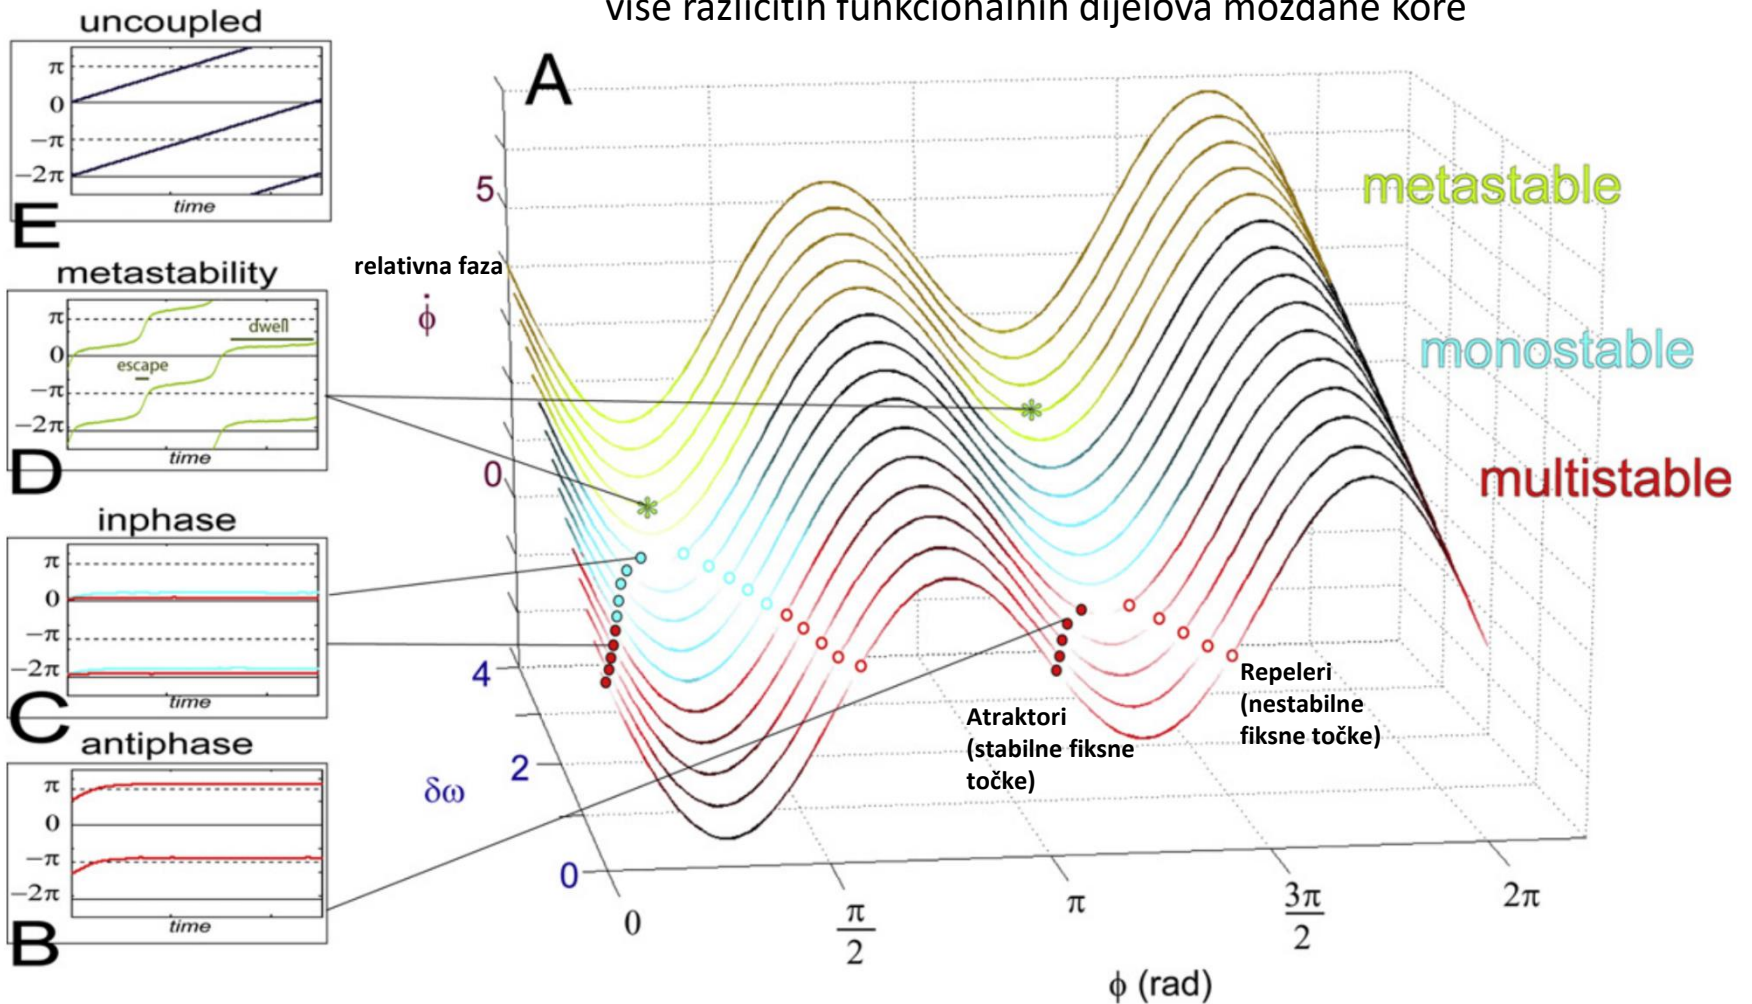 više različitih funkcionalnih dijelova moždane kore
uncoupled
π
0
−π
−2π
time
E
metastability
π
0
−π
−2π
dwell
escape
time
D
inphase
π
0
−π
−2π
time
C
antiphase
π
0
−π
−2π
time
B
A
relativna faza
ϕ̇
5
0
4
2
0
δω
metastable
monostable
multistable
Atraktori
(stabilne fiksne
točke)
Repeleri
(nestabilne
fiksne točke)
0
π
2
π
3π
2
2π
ϕ (rad)